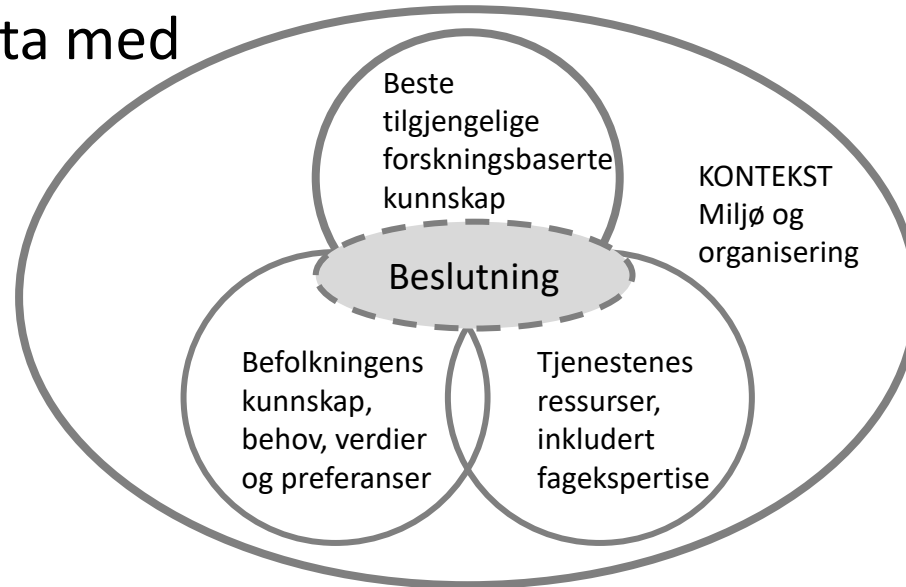 ta med
Beste
tilgjengelige
forskningsbaserte
kunnskap
KONTEKST
Miljø og
organisering
Beslutning
Befolkningens
kunnskap,
behov, verdier
og preferanser
Tjenestenes
ressurser,
inkludert
fagekspertise